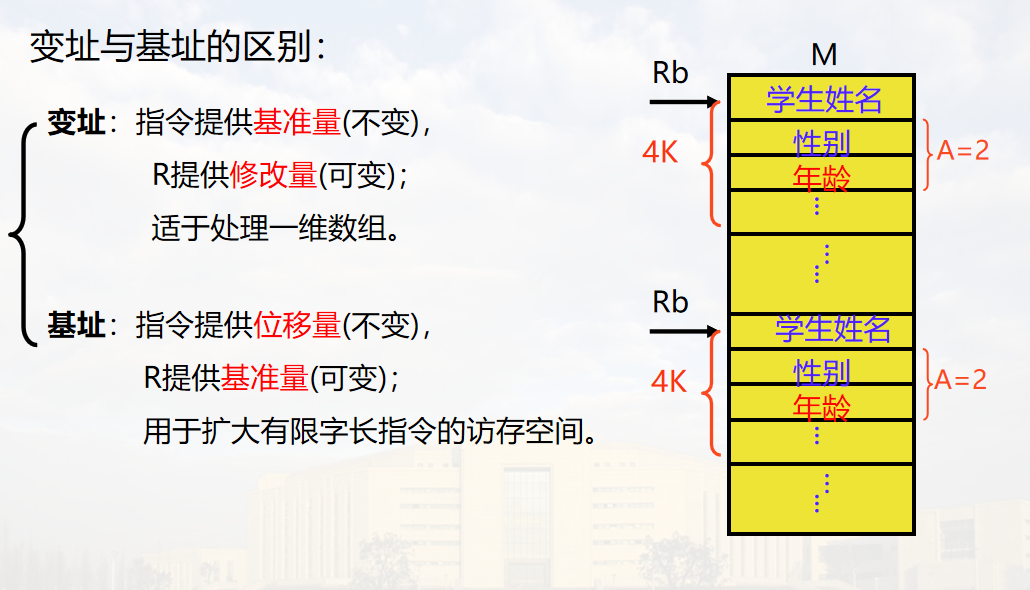 变址与基址的区别：
变址：指令提供基准量(不变)，
R提供修改量(可变)；
适于处理一维数组。
基址：指令提供位移量(不变)，
R提供基准量(可变)；
用于扩大有限字长指令的访存空间。
M
Rb
学生姓名
4K
性别
A=2
年龄
⋮
⋮
⋮
Rb
学生姓名
4K
性别
A=2
年龄
⋮
⋮
⋮